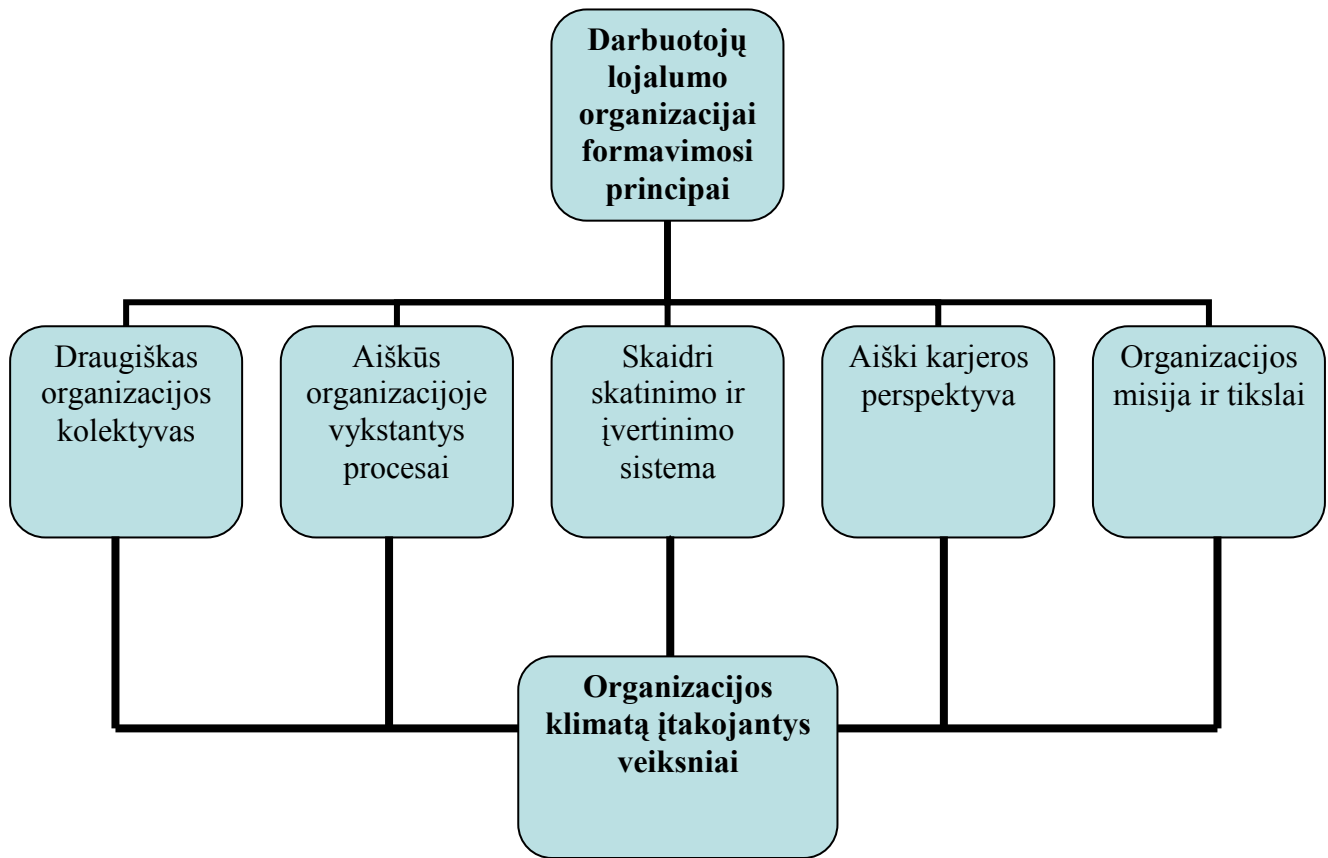 Darbuotojų
lojalumo
organizacijai
formavimosi
principai
Draugiškas
organizacijos
kolektyvas
Aiškūs
organizacijoje
vykstantys
procesai
Skaidri
skatinimo ir
įvertinimo
sistema
Aiški karjeros
perspektyva
Organizacijos
misija ir tikslai
Organizacijos
klimatą įtakojantys
veiksniai